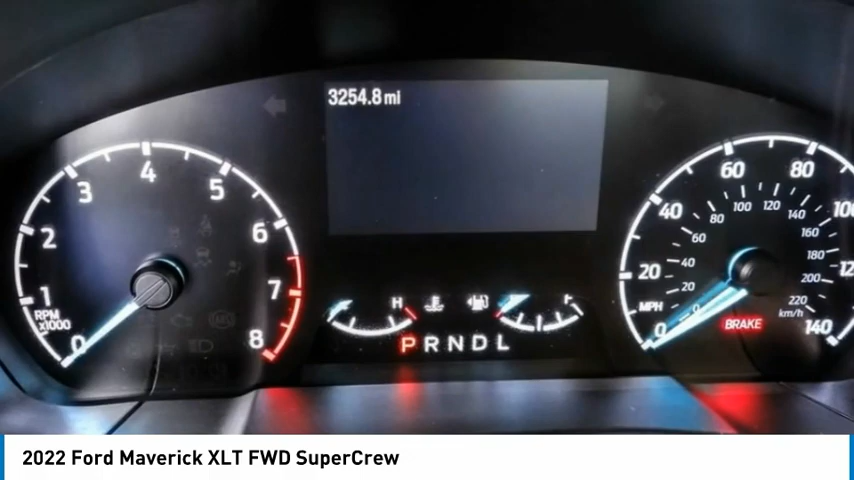 3254.8 mi
0 1 2 3 4 5 6 7 8
RPM
x1000
H
F
P R N D L
0 20 40 60 80 100 120 140
MPH
0 20 40 60 80 100 120 140 160 180 200 220
km/h
BRAKE
2022 Ford Maverick XLT FWD SuperCrew